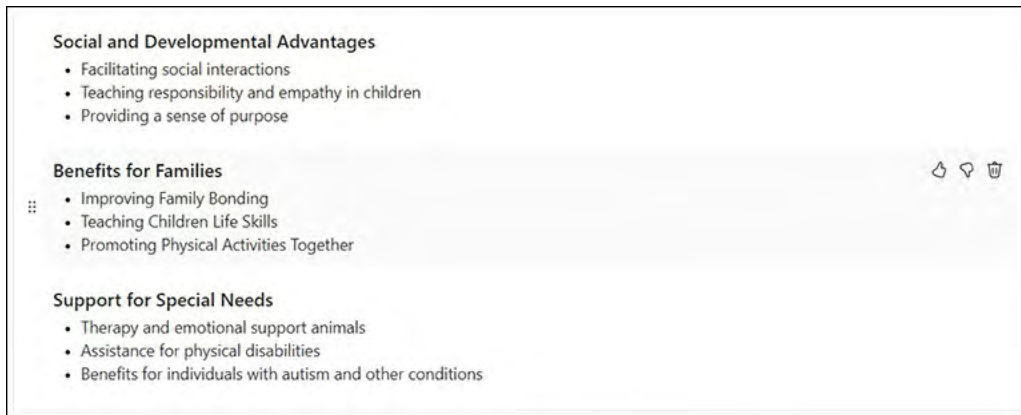 Social and Developmental Advantages
• Facilitating social interactions
• Teaching responsibility and empathy in children
• Providing a sense of purpose
Benefits for Families
• Improving Family Bonding
• Teaching Children Life Skills
• Promoting Physical Activities Together
Support for Special Needs
• Therapy and emotional support animals
• Assistance for physical disabilities
• Benefits for individuals with autism and other conditions